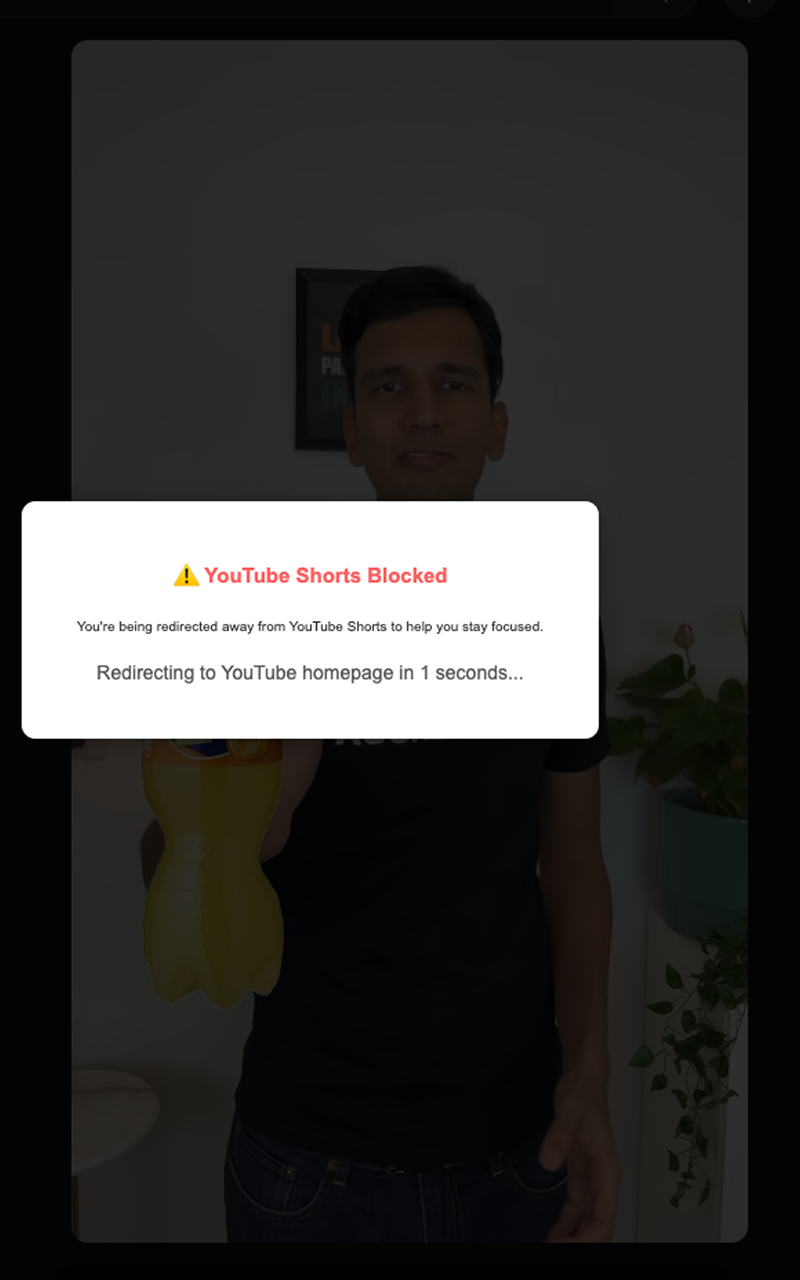 ⚠️ YouTube Shorts Blocked
You're being redirected away from YouTube Shorts to help you stay focused.
Redirecting to YouTube homepage in 1 seconds...